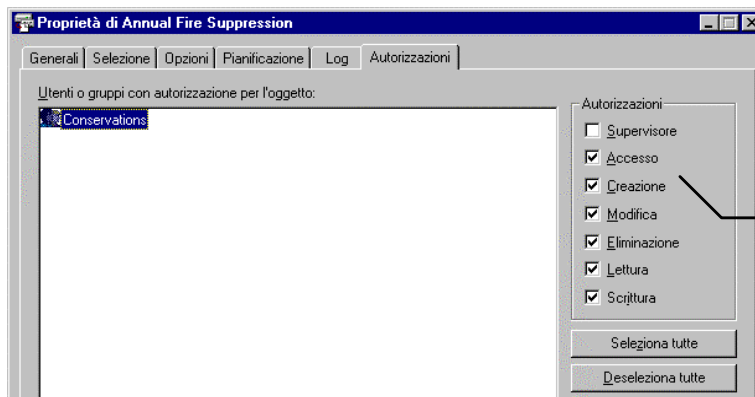 Proprietà di Annual Fire Suppression
Generali Selezione Opzioni Pianificazione Log Autorizzazioni
Utenti o gruppi con autorizzazione per l'oggetto:
Conservations
Autorizzazioni
Supervisore
Accesso
Creazione
Modifica
Eliminazione
Lettura
Scrittura
Seleziona tutte
Deseleziona tutte